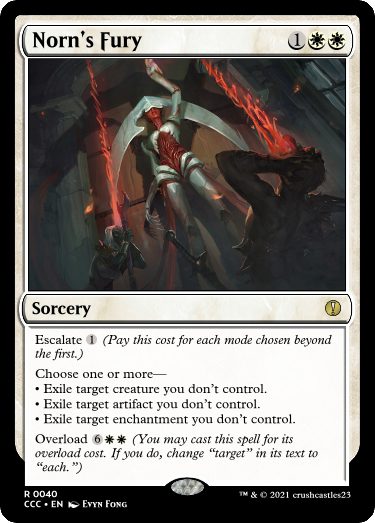 Norn's Fury 1
Sorcery
Escalate 1 (Pay this cost for each mode chosen beyond
the first.)
Choose one or more—
• Exile target creature you don't control.
• Exile target artifact you don't control.
• Exile target enchantment you don't control.
Overload 6 (You may cast this spell for its
overload cost. If you do, change “target” in its text to
“each.”)
R 0040
CCC • EN Evyn Fong ™ & © 2021 crushcastles23